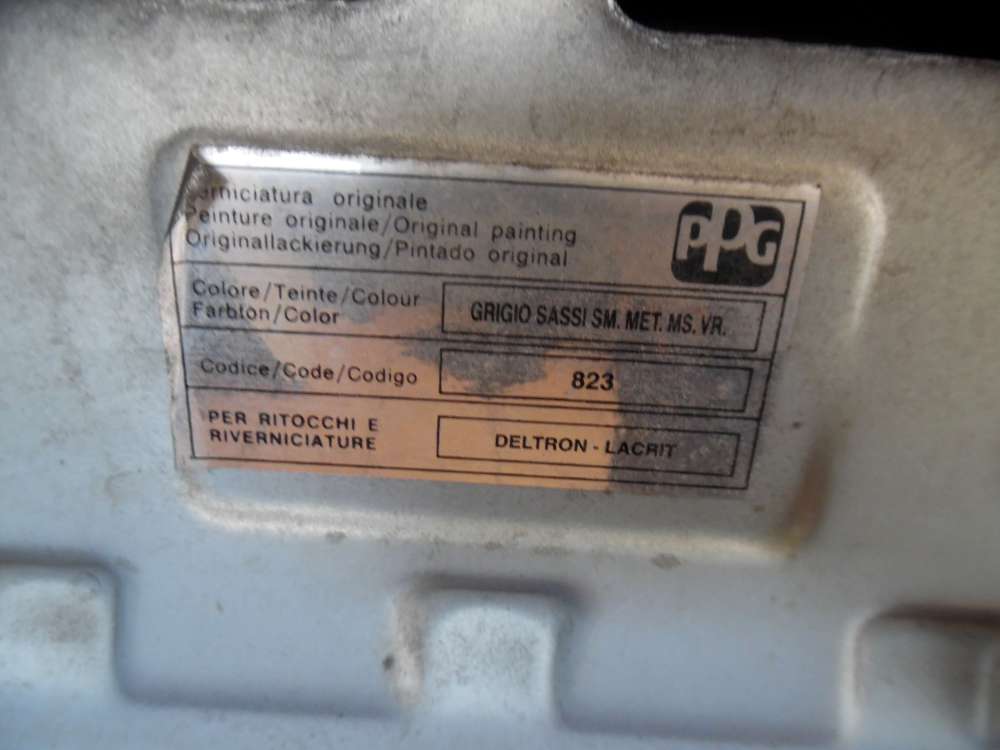 erniciatura originale
Peinture originale/Original painting
Originallackierung/Pintado original
PPG
Colore/Teinte/Colour
Farbton/Color
GRIGIO SASSI SM. MET. MS. VR.
Codice/Code/Codigo
823
PER RITOCCHI E
RIVERNICIATURE
DELTRON - LACRIT